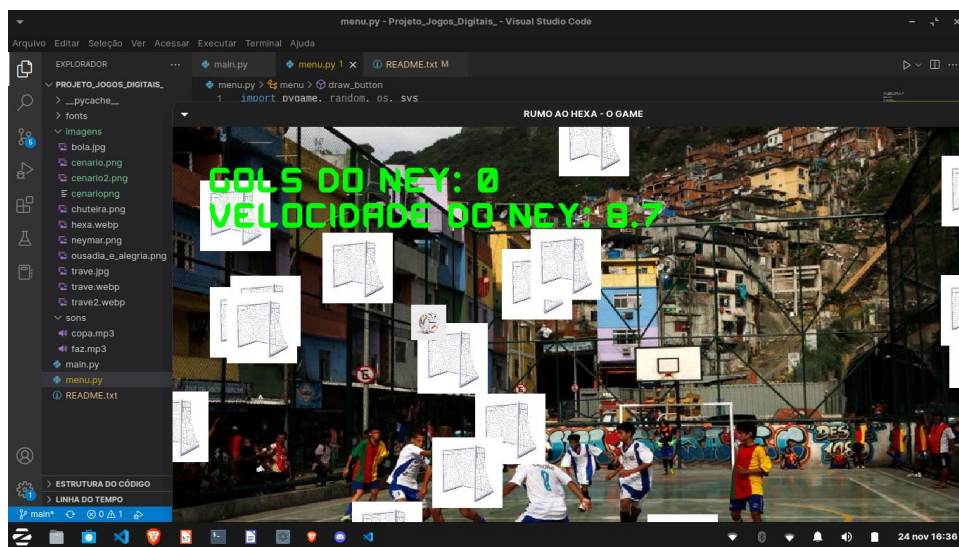 menu.py - Projeto_Jogos_Digitais_ - Visual Studio Code
Arquivo Editar Seleção Ver Acessar Executar Terminal Ajuda
EXPLORADOR
main.py
menu.py 1
README.txt M
PROJETO_JOGOS_DIGITAIS_
menu.py > menu > draw_button
__pycache__
1 import pygame, random, os, sys
fonts
RUMO AO HEXA - O GAME
imagens
bola.jpg
cenario.png
cenario2.png
cenariopng
chuteira.png
hexa.webp
neymar.png
ousadia_e_alegria.png
trave.jpg
trave.webp
trave2.webp
sons
copa.mp3
faz.mp3
main.py
menu.py
README.txt
GOLS DO NEY: 0
VELOCIDADE DO NEY: 8.7
5
ESTRUTURA DO CÓDIGO
LINHA DO TEMPO
1
main* 0 1
24 nov 16:36